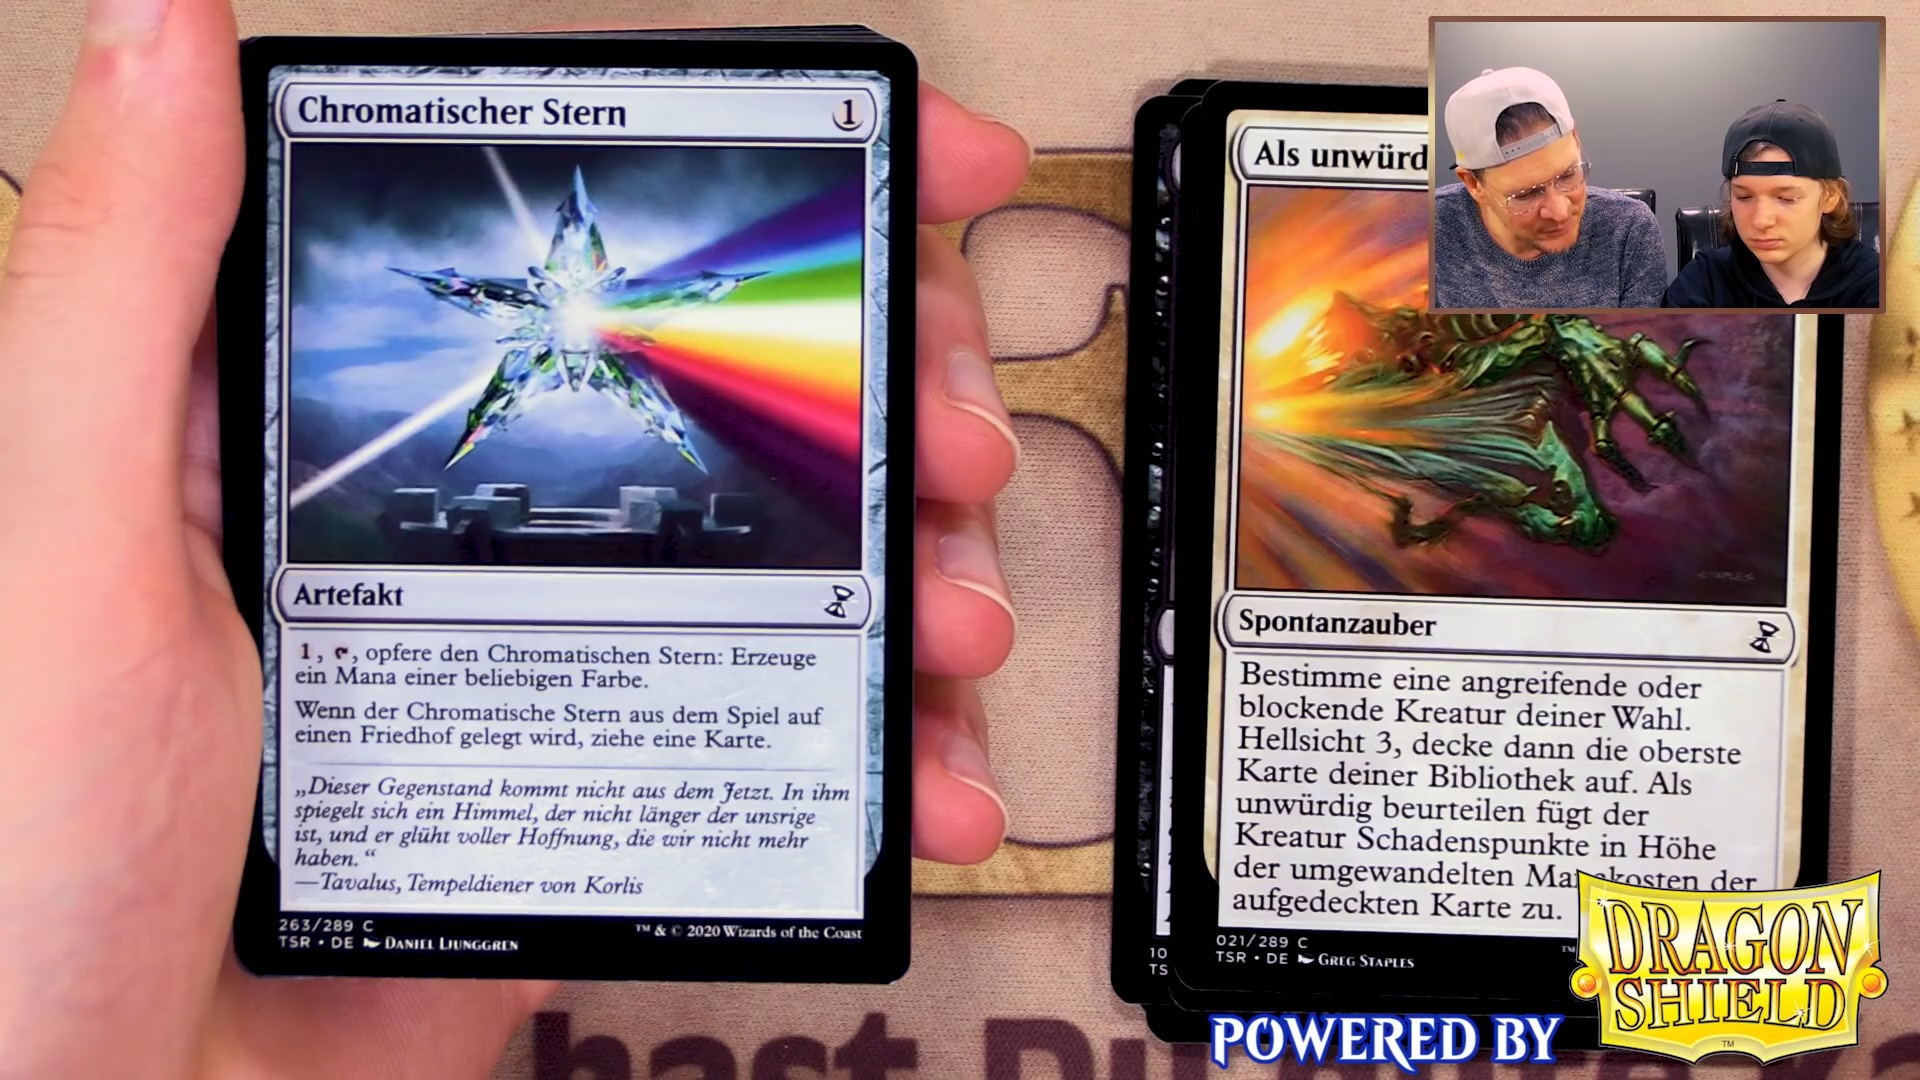 Chromatischer Stern 1
Artefakt
1, , opfere den Chromatischen Stern: Erzeuge
ein Mana einer beliebigen Farbe.
Wenn der Chromatische Stern aus dem Spiel auf
einen Friedhof gelegt wird, ziehe eine Karte.
„Dieser Gegenstand kommt nicht aus dem Jetzt. In ihm
spiegelt sich ein Himmel, der nicht länger der unsrige
ist, und er glüht voller Hoffnung, die wir nicht mehr
haben.“
—Tavalus, Tempeldiener von Korlis
263/289 C
TSR • DE DANIEL LJUNGGREN
™ & © 2020 Wizards of the Coast
Als unwürd
STAPLES
Spontanzauber
Bestimme eine angreifende oder
blockende Kreatur deiner Wahl.
Hellsicht 3, decke dann die oberste
Karte deiner Bibliothek auf. Als
unwürdig beurteilen fügt der
Kreatur Schadenspunkte in Höhe
der umgewandelten Manakosten der
aufgedeckten Karte zu.
021/289 C
TSR • DE GREG STAPLES
™
10
TS
POWERED BY
DRAGON
SHIELD
™